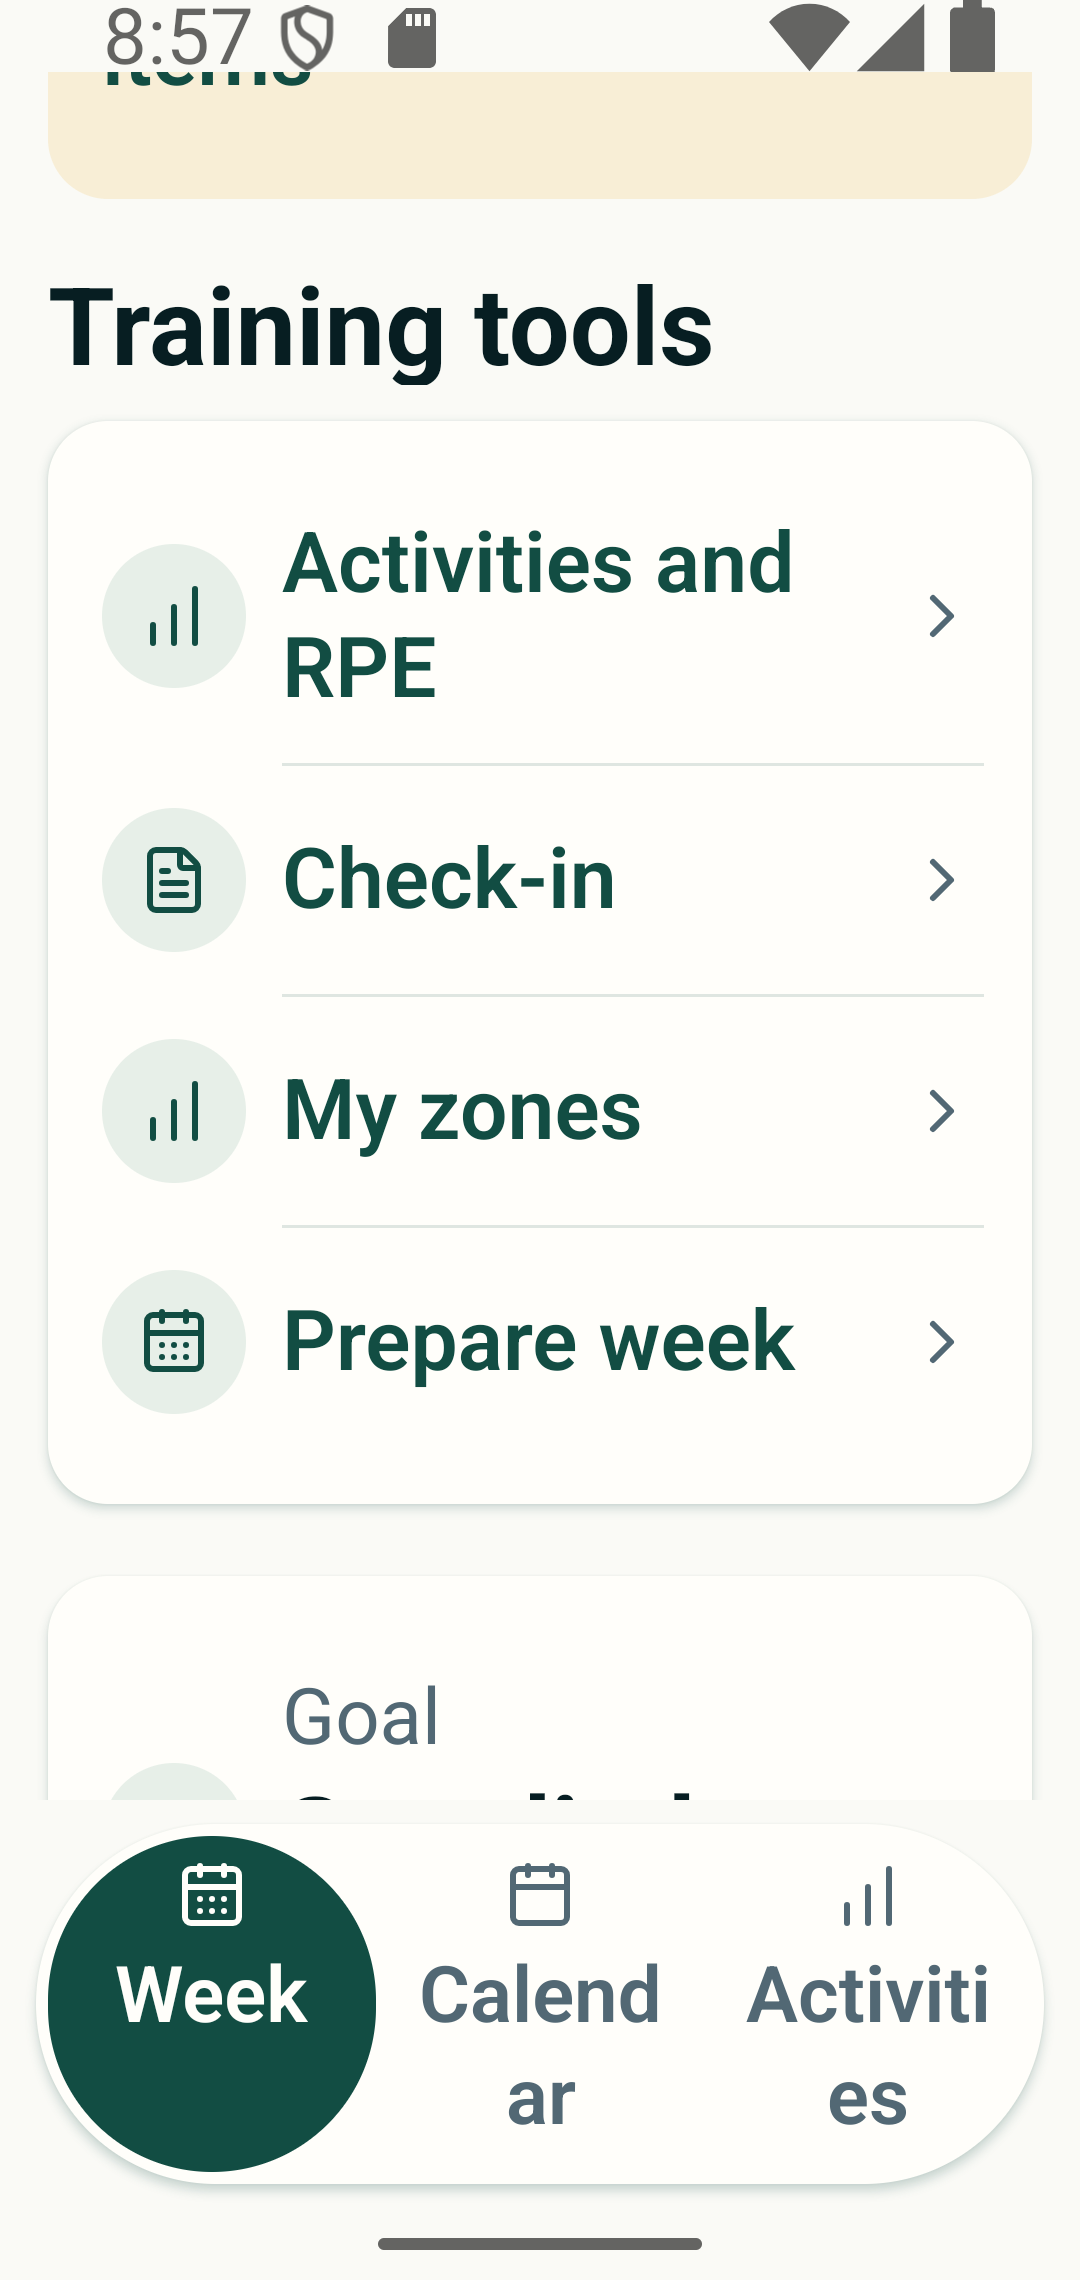 8:57
items
Training tools
Activities and
RPE
Check-in
My zones
Prepare week
Goal
Week
Calend
ar
Activiti
es